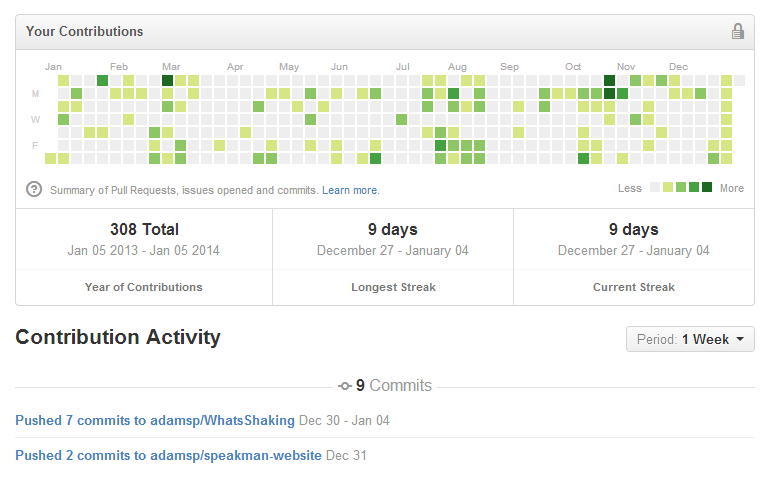 Your Contributions
Jan Feb Mar Apr May Jun Jul Aug Sep Oct Nov Dec
M
W
F
? Summary of Pull Requests, issues opened and commits. Learn more.
Less More
308 Total 9 days 9 days
Jan 05 2013 - Jan 05 2014 December 27 - January 04 December 27 - January 04
Year of Contributions Longest Streak Current Streak
Contribution Activity Period: 1 Week
9 Commits
Pushed 7 commits to adamsp/WhatsShaking Dec 30 - Jan 04
Pushed 2 commits to adamsp/speakman-website Dec 31